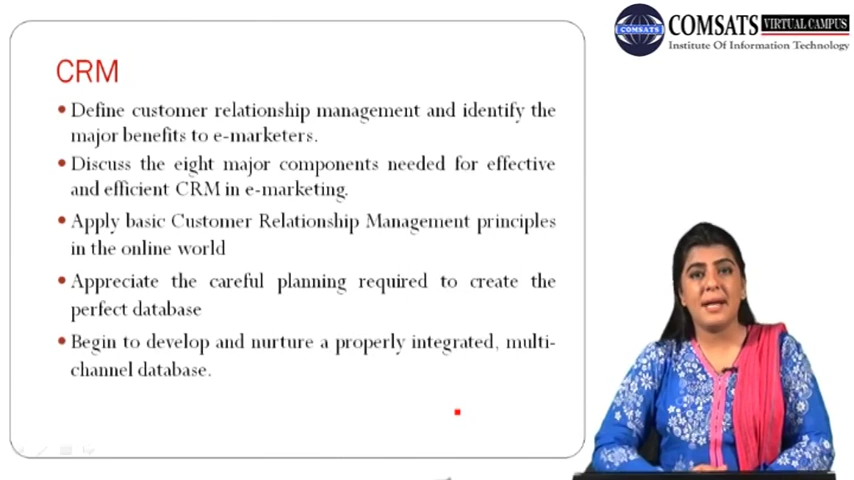 COMSATS
COMSATS VIRTUAL CAMPUS
Institute Of Information Technology
CRM
• Define customer relationship management and identify the
major benefits to e-marketers.
• Discuss the eight major components needed for effective
and efficient CRM in e-marketing.
• Apply basic Customer Relationship Management principles
in the online world
• Appreciate the careful planning required to create the
perfect database
• Begin to develop and nurture a properly integrated, multi-
channel database.